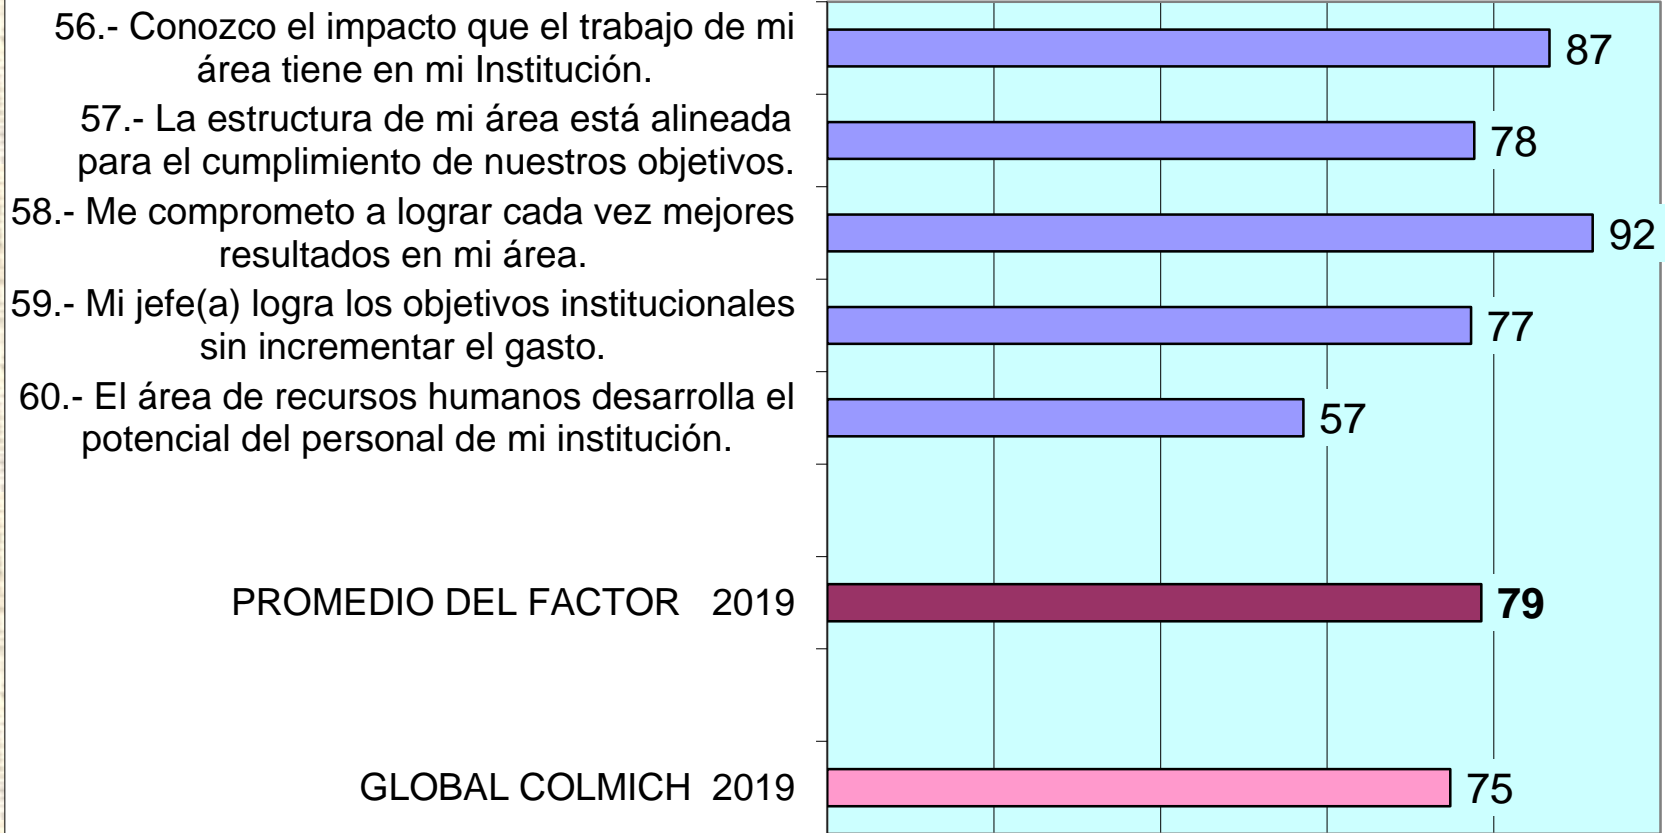 56.- Conozco el impacto que el trabajo de mi
área tiene en mi Institución.
87
57.- La estructura de mi área está alineada
para el cumplimiento de nuestros objetivos.
78
58.- Me comprometo a lograr cada vez mejores
resultados en mi área.
92
59.- Mi jefe(a) logra los objetivos institucionales
sin incrementar el gasto.
77
60.- El área de recursos humanos desarrolla el
potencial del personal de mi institución.
57
PROMEDIO DEL FACTOR 2019
79
GLOBAL COLMICH 2019
75